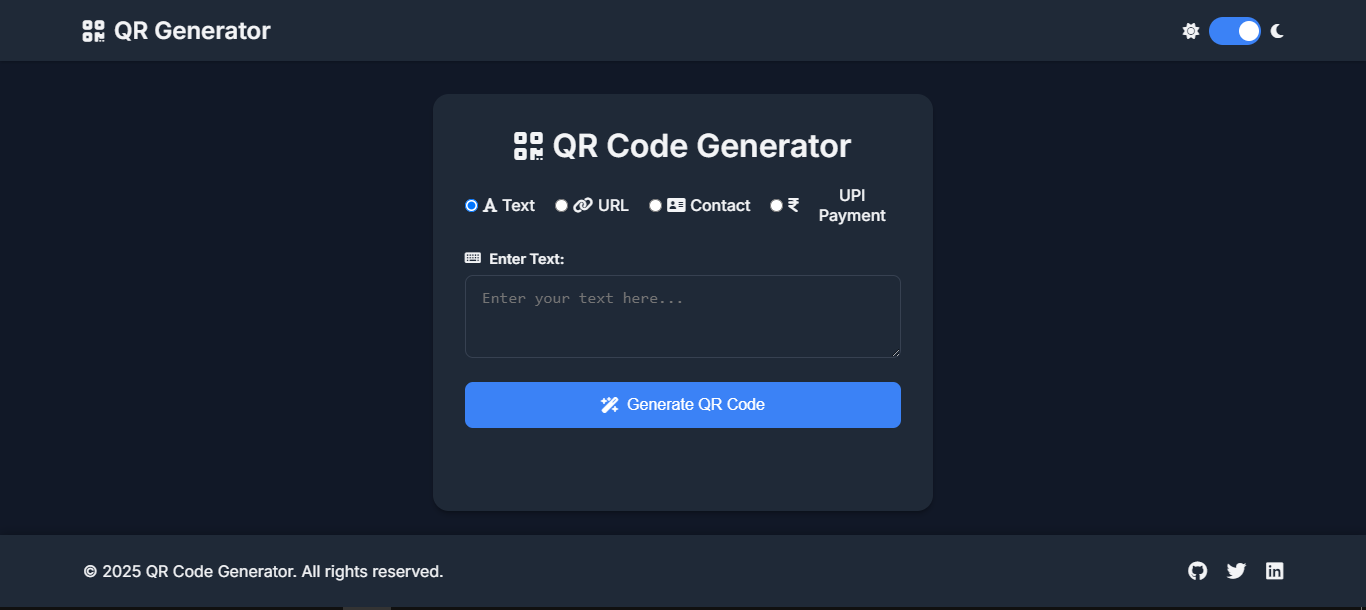 QR Generator
QR Code Generator
Text URL Contact ₹ UPI
Payment
Enter Text:
Enter your text here...
Generate QR Code
© 2025 QR Code Generator. All rights reserved.